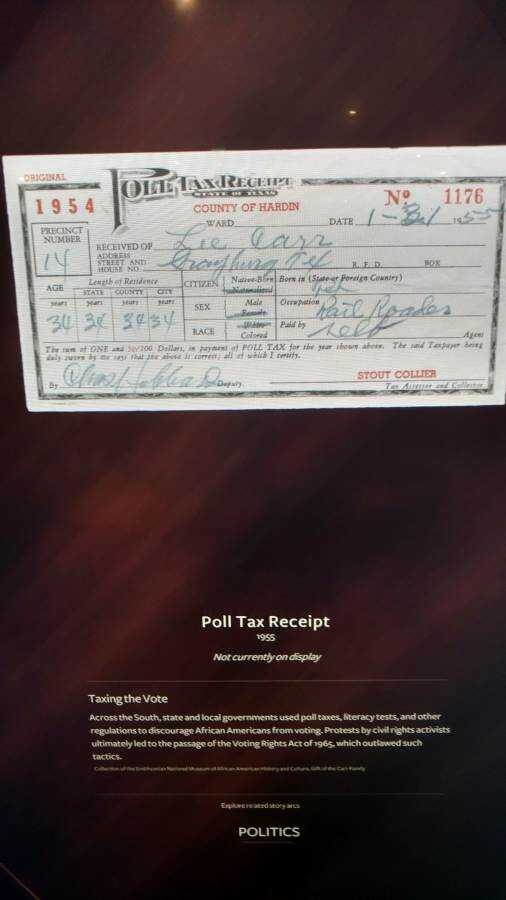 ORIGINAL
POLL TAX RECEIPT
STATE OF TEXAS
1954
COUNTY OF HARDIN
No 1176
WARD DATE 1-31 1955
PRECINCT NUMBER 14
RECEIVED OF Lee Carr
ADDRESS STREET AND HOUSE NO. Grayburg Tex R. F. D. BOX
AGE Length of Residence CITIZEN Native-Born Naturalized Born in (State or Foreign Country)
STATE COUNTY CITY
years years years years
34 34 34 34
SEX Male Female Occupation Rail Roader
RACE White Colored Paid by self Agent
The sum of ONE and 50/100 Dollars, in payment of POLL TAX for the year shown above. The said Taxpayer being
duly sworn by me says that the above is correct; all of which I certify.
By Deputy.
STOUT COLLIER
Tax Assessor and Collector
Poll Tax Receipt
1955
Not currently on display
Taxing the Vote
Across the South, state and local governments used poll taxes, literacy tests, and other
regulations to discourage African Americans from voting. Protests by civil rights activists
ultimately led to the passage of the Voting Rights Act of 1965, which outlawed such
tactics.
Collection of the Smithsonian National Museum of African American History and Culture, Gift of the Carr Family
Explore related story arcs
POLITICS